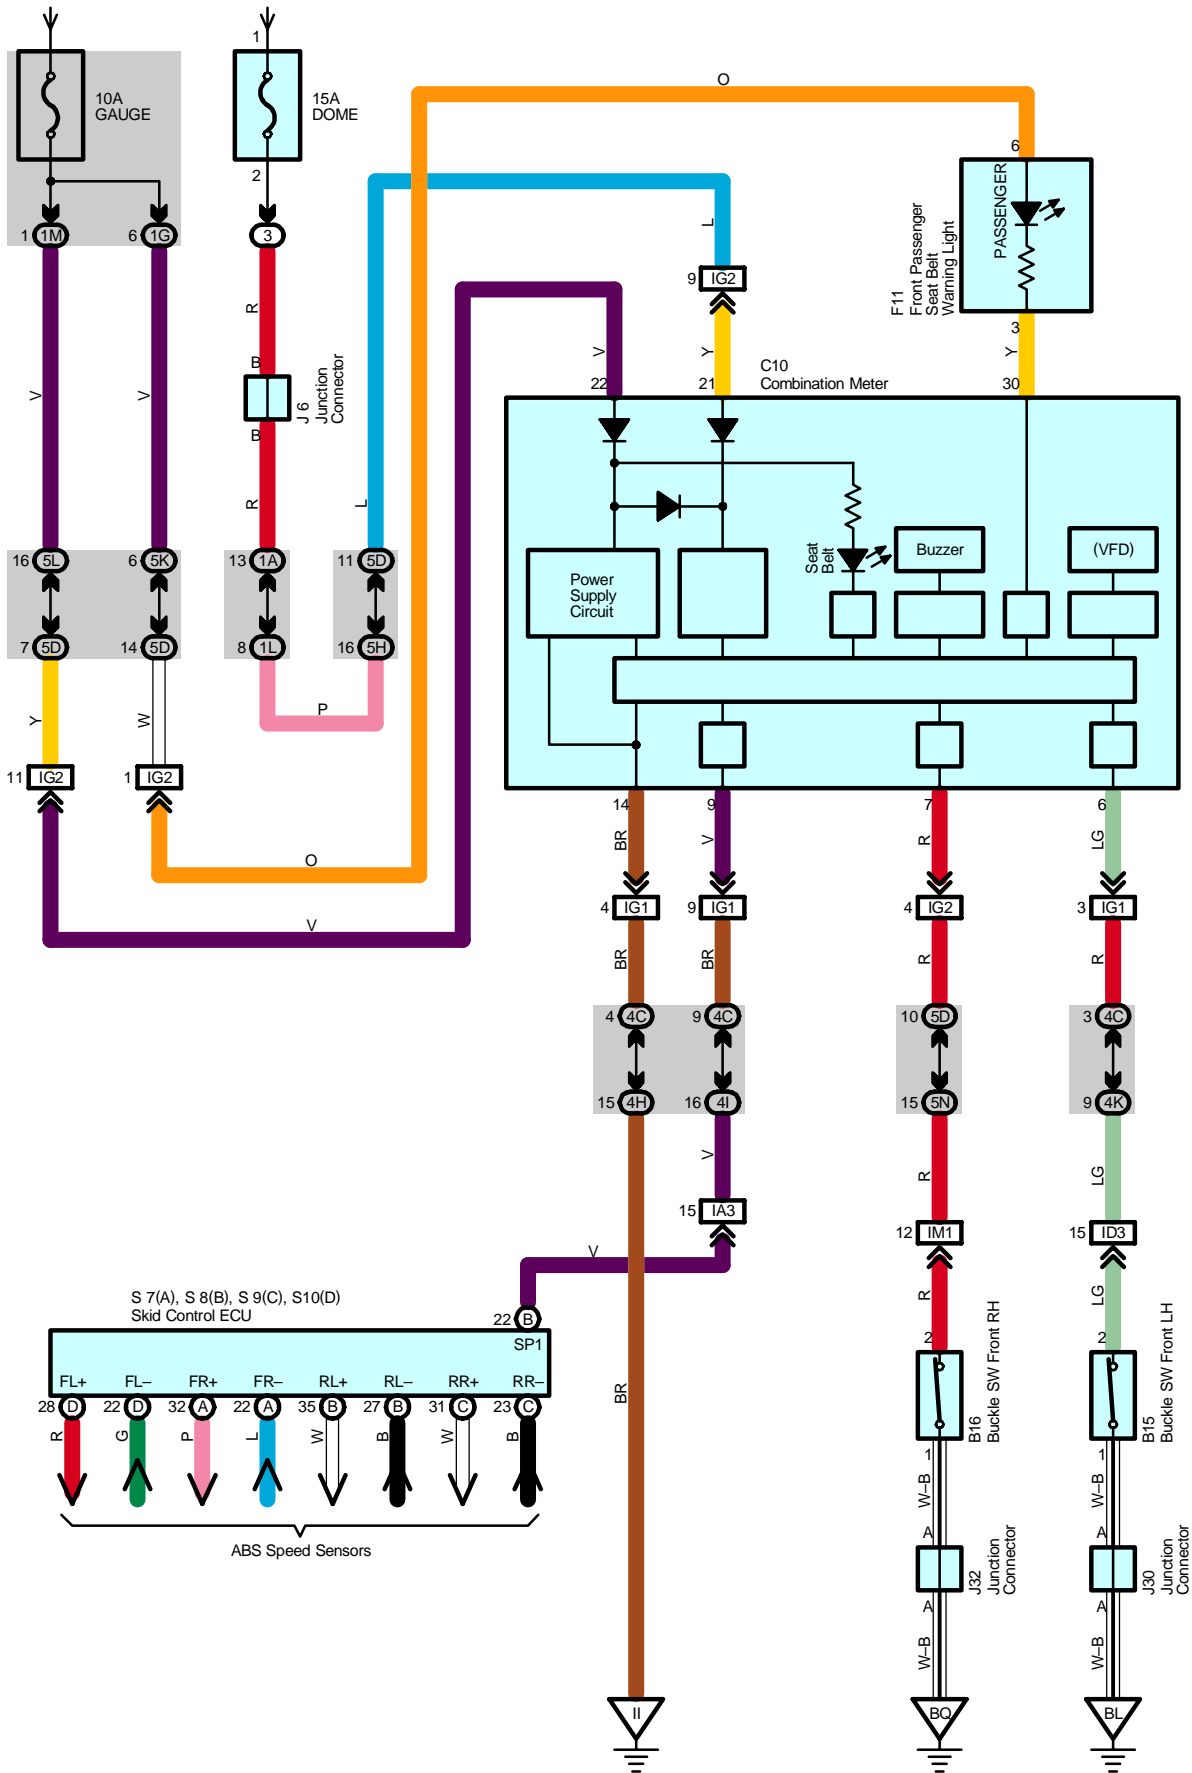 1
10A
GAUGE
15A
DOME
2
O
6
PASSENGER
F11
Front Passenger
Seat Belt
Warning Light
3
1 1M
6 1G
3
L
9 IG2
R
V
Y
Y
C10
Combination Meter
22
21
30
B
J 6
Junction
Connector
B
V
V
R
L
16 5L
6 5K
13 1A
11 5D
7 5D
14 5D
8 1L
16 5H
Seat
Belt
Buzzer
(VFD)
Power
Supply
Circuit
Y
W
P
11 IG2
1 IG2
O
V
14
9
7
6
BR
V
R
LG
4 IG1
9 IG1
4 IG2
3 IG1
BR
BR
R
R
4 4C
9 4C
10 5D
3 4C
15 4H
16 4I
15 5N
9 4K
V
R
LG
15 IA3
12 IM1
15 ID3
V
R
LG
S 7(A), S 8(B), S 9(C), S10(D)
Skid Control ECU
22 B
SP1
FL+ FL– FR+ FR– RL+ RL– RR+ RR–
28 D
22 D
32 A
22 A
35 B
27 B
31 C
23 C
R
G
P
L
W
B
W
B
ABS Speed Sensors
BR
2
B16
Buckle SW Front RH
1
2
B15
Buckle SW Front LH
1
W–B
W–B
A
J32
Junction
Connector
A
A
J30
Junction
Connector
A
W–B
W–B
II
BQ
BL